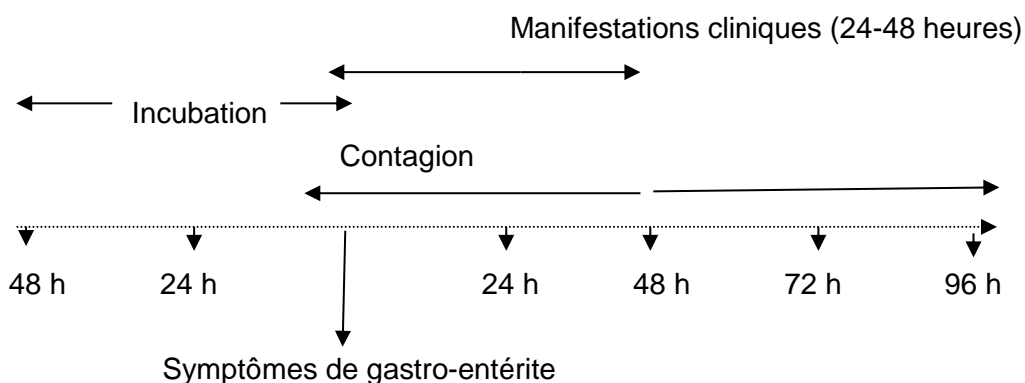 Manifestations cliniques (24-48 heures)
Incubation
Contagion
48 h 24 h 24 h 48 h 72 h 96 h
Symptômes de gastro-entérite